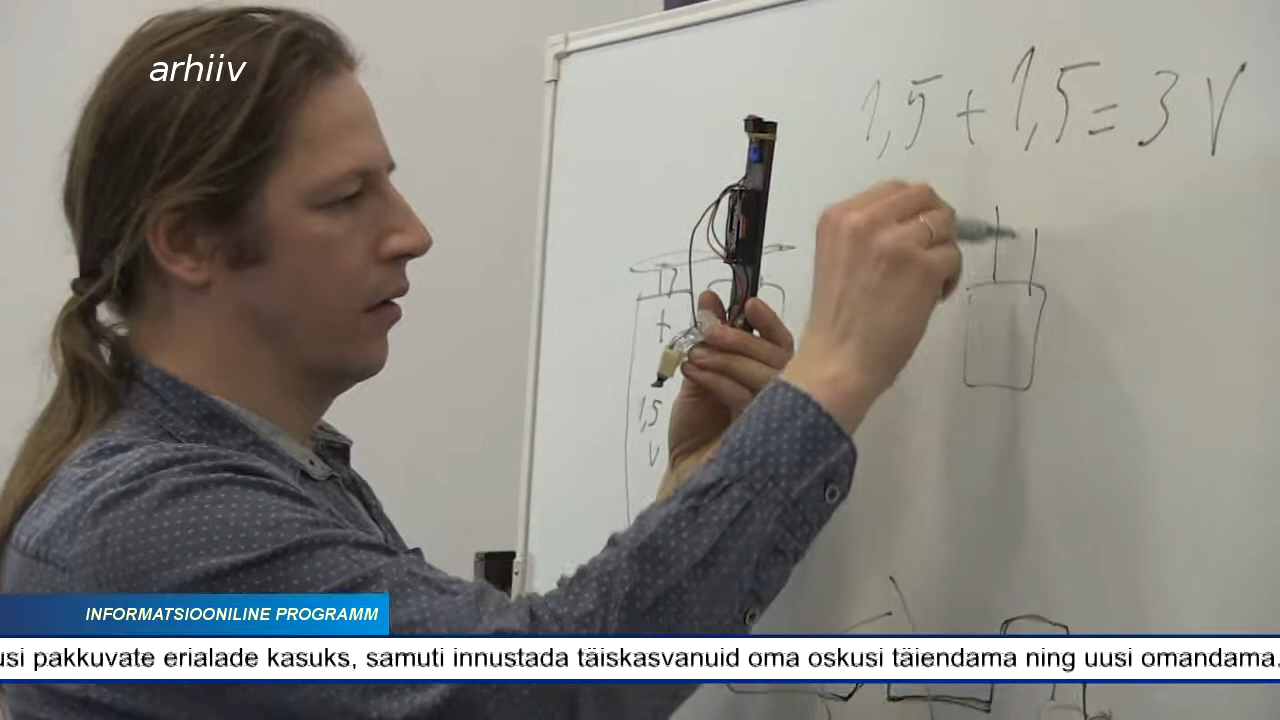 arhiiv
1,5 + 1,5 = 3 V
+
1,5
V
INFORMATSIOONILINE PROGRAMM
usi pakkuvate erialade kasuks, samuti innustada täiskasvanuid oma oskusi täiendama ning uusi omandama.